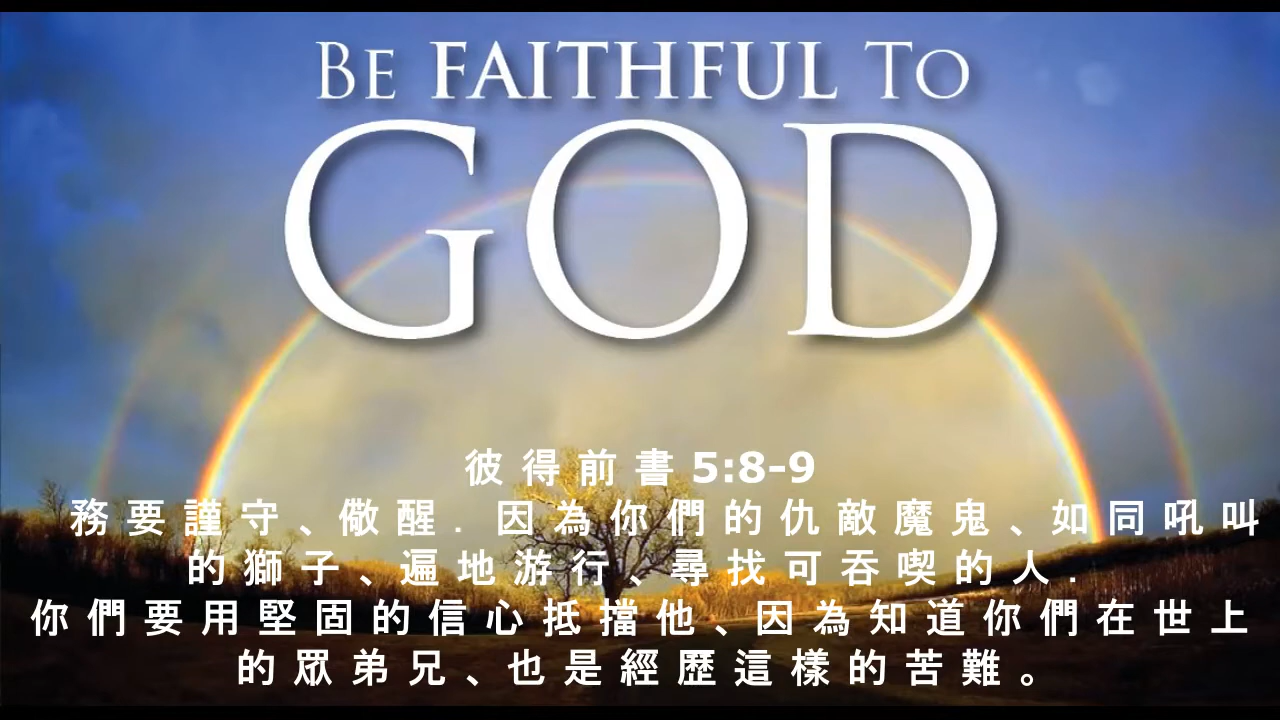 BE FAITHFUL TO
GOD
彼得前書 5:8-9
務要謹守、儆醒．因為你們的仇敵魔鬼、如同吼叫
的獅子、遍地游行、尋找可吞喫的人．
你們要用堅固的信心抵擋他、因為知道你們在世上
的眾弟兄、也是經歷這樣的苦難。